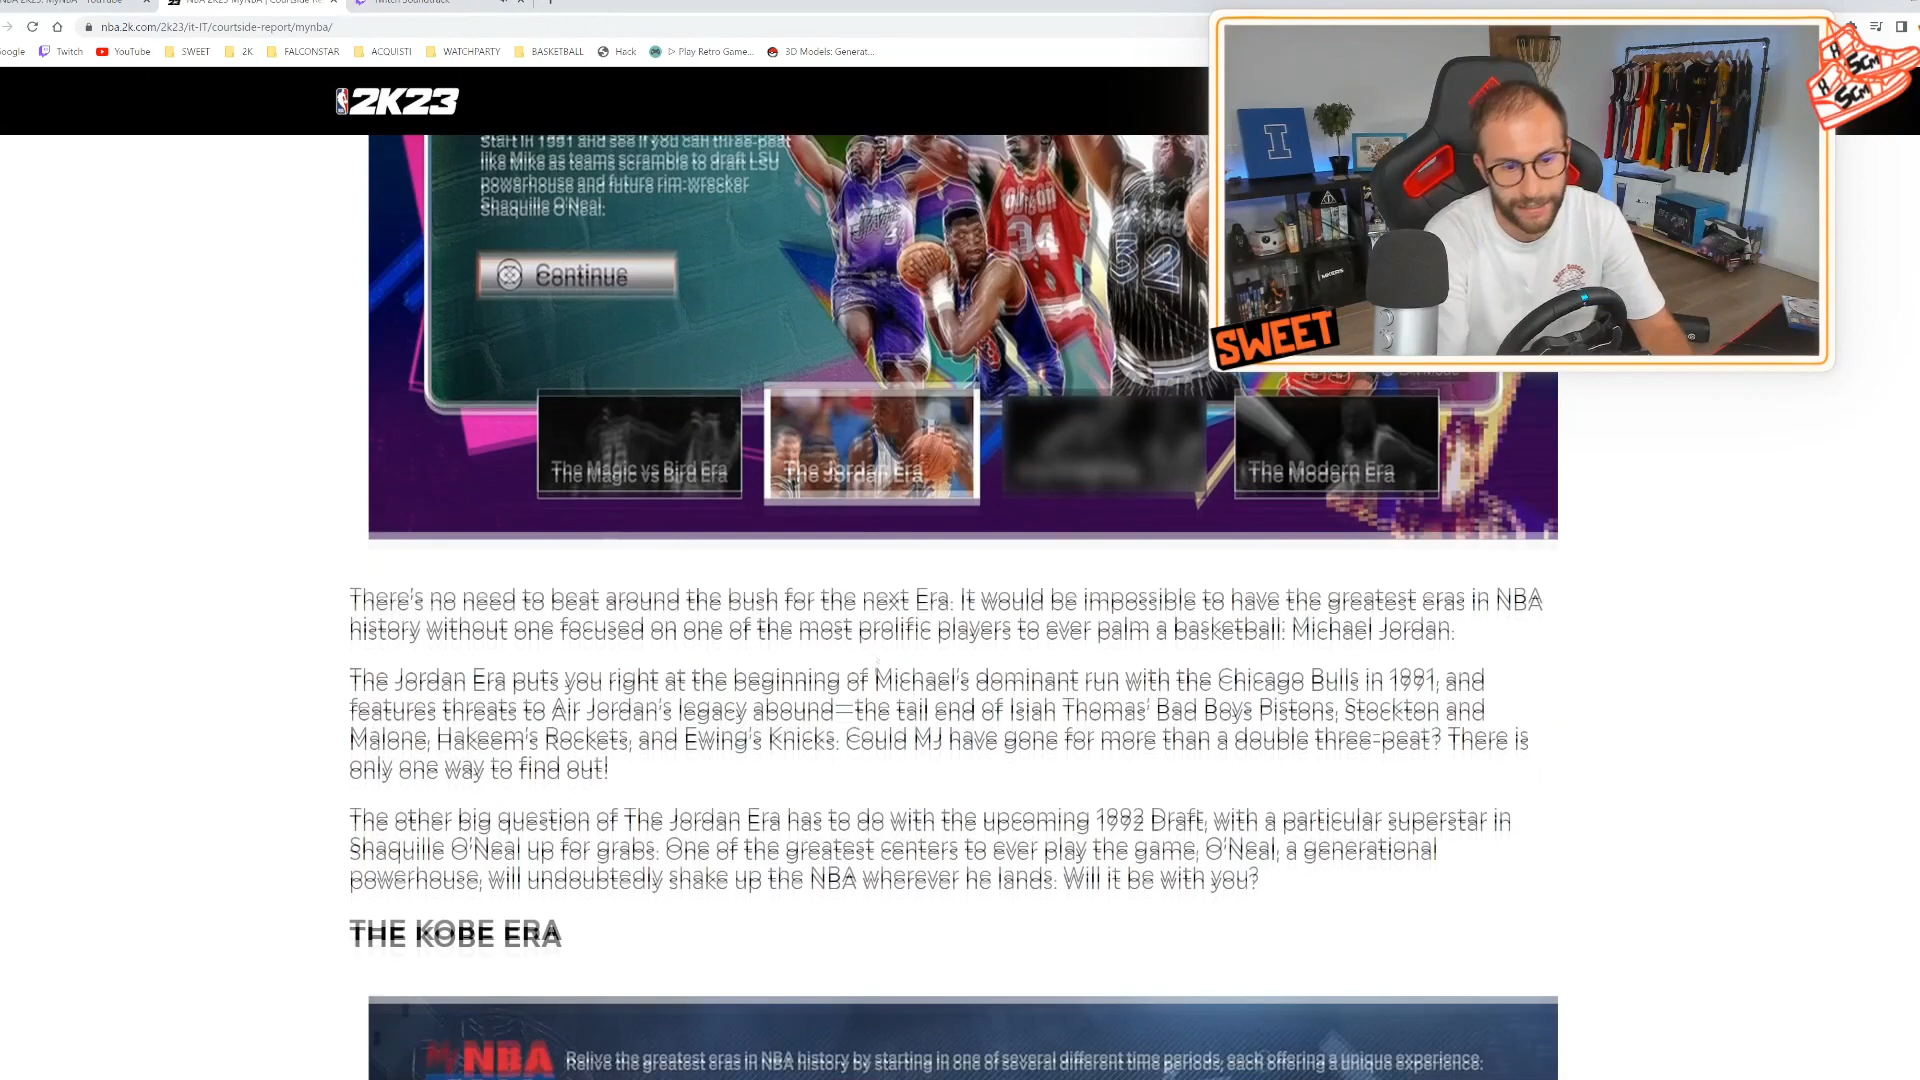 Twitch Soundtrack
nba.2k.com/2k23/it-IT/courtside-report/mynba/
Twitch YouTube SWEET 2K FALCONSTAR ACQUISTI WATCHPARTY BASKETBALL Hack ▷ Play Retro Game... 3D Models: Generat...
2K23
Start in 1991 and see if you can three-peat
like Mike as teams scramble to draft LSU
powerhouse and future rim-wrecker
Shaquille O'Neal.
Continue
34
32
The Magic vs Bird Era
The Jordan Era
The Modern Era
SWEET
SCM
SCM
There's no need to beat around the bush for the next Era. It would be impossible to have the greatest eras in NBA
history without one focused on one of the most prolific players to ever palm a basketball: Michael Jordan.
The Jordan Era puts you right at the beginning of Michael's dominant run with the Chicago Bulls in 1991, and
features threats to Air Jordan's legacy abound—the tail end of Isiah Thomas' Bad Boys Pistons, Stockton and
Malone, Hakeem's Rockets, and Ewing's Knicks. Could MJ have gone for more than a double three-peat? There is
only one way to find out!
The other big question of The Jordan Era has to do with the upcoming 1992 Draft, with a particular superstar in
Shaquille O'Neal up for grabs. One of the greatest centers to ever play the game, O'Neal, a generational
powerhouse, will undoubtedly shake up the NBA wherever he lands. Will it be with you?
THE KOBE ERA
MyNBA
Relive the greatest eras in NBA history by starting in one of several different time periods, each offering a unique experience: